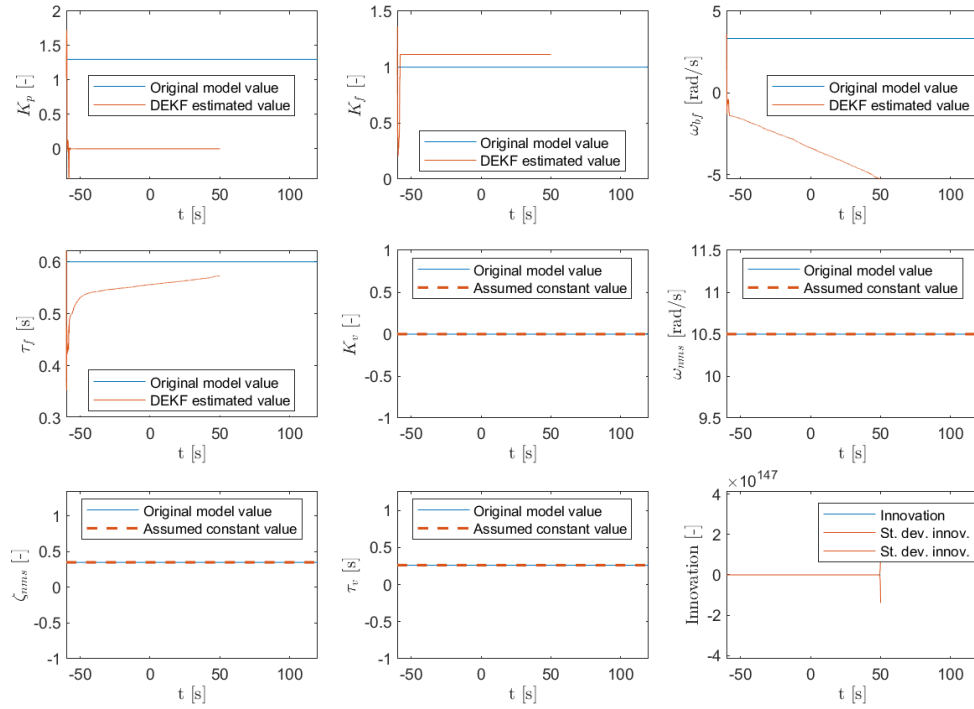 2
1.5
1
0.5
0
K_p [-]
Original model value
DEKF estimated value
-50 0 50 100
t [s]
1.5
1
0.5
0
K_f [-]
Original model value
DEKF estimated value
-50 0 50 100
t [s]
5
0
-5
ω_bf [rad/s]
Original model value
DEKF estimated value
-50 0 50 100
t [s]
0.6
0.5
0.4
0.3
τ_f [s]
Original model value
DEKF estimated value
-50 0 50 100
t [s]
1
0.5
0
-0.5
-1
K_v [-]
Original model value
Assumed constant value
-50 0 50 100
t [s]
11.5
11
10.5
10
9.5
ω_nms [rad/s]
Original model value
Assumed constant value
-50 0 50 100
t [s]
1
0.5
0
-0.5
-1
ζ_nms [-]
Original model value
Assumed constant value
-50 0 50 100
t [s]
1
0.5
0
-0.5
-1
τ_v [s]
Original model value
Assumed constant value
-50 0 50 100
t [s]
×10^147
4
2
0
-2
-4
Innovation [-]
Innovation
St. dev. innov.
St. dev. innov.
-50 0 50 100
t [s]